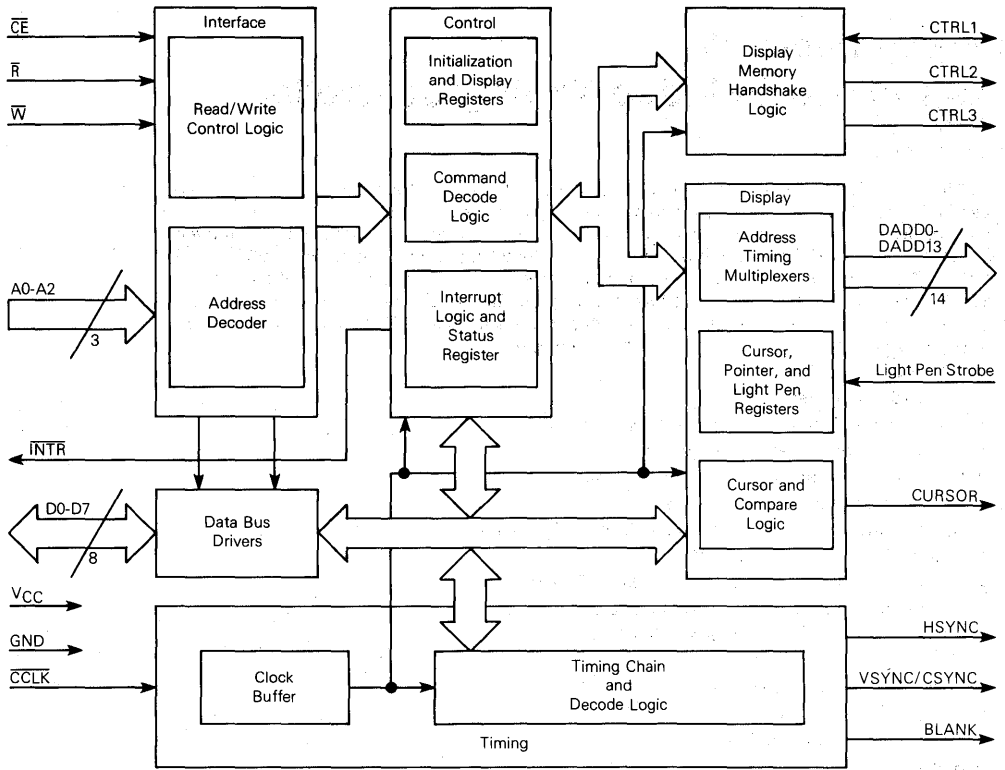 CE
R
W
A0-A2
3
INTR
D0-D7
8
VCC
GND
CCLK
Interface
Read/Write
Control Logic
Address
Decoder
Data Bus
Drivers
Control
Initialization
and Display
Registers
Command
Decode
Logic
Interrupt
Logic and
Status
Register
Display
Memory
Handshake
Logic
CTRL1
CTRL2
CTRL3
Display
Address
Timing
Multiplexers
Cursor,
Pointer, and
Light Pen
Registers
Cursor and
Compare
Logic
DADD0-
DADD13
14
Light Pen Strobe
CURSOR
Clock
Buffer
Timing Chain
and
Decode Logic
Timing
HSYNC
VSYNC/CSYNC
BLANK